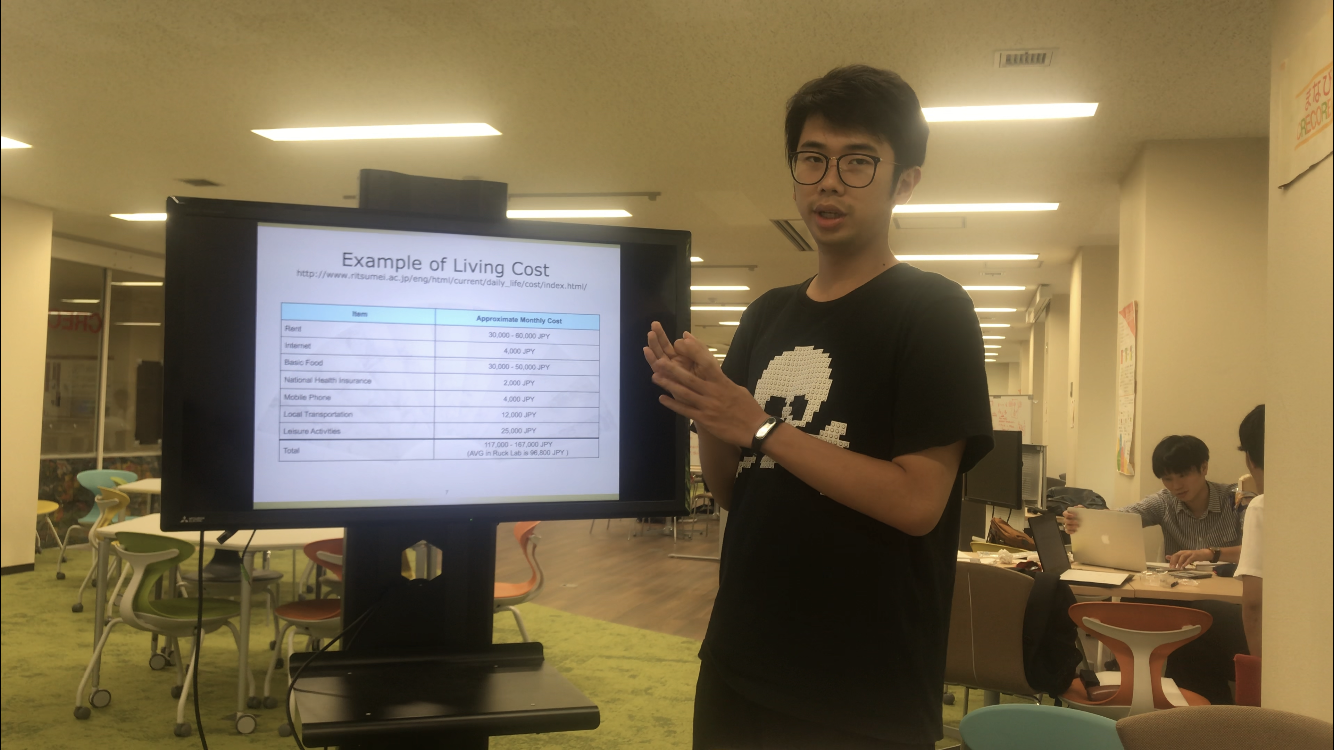 Example of Living Cost
http://www.ritsumei.ac.jp/eng/html/current/daily_life/cost/index.html/
Item Approximate Monthly Cost
Rent 30,000 - 60,000 JPY
Internet 4,000 JPY
Basic Food 30,000 - 50,000 JPY
National Health Insurance 2,000 JPY
Mobile Phone 4,000 JPY
Local Transportation 12,000 JPY
Leisure Activities 25,000 JPY
Total 117,000 - 167,000 JPY
(AVG in Ruck Lab is 96,800 JPY )